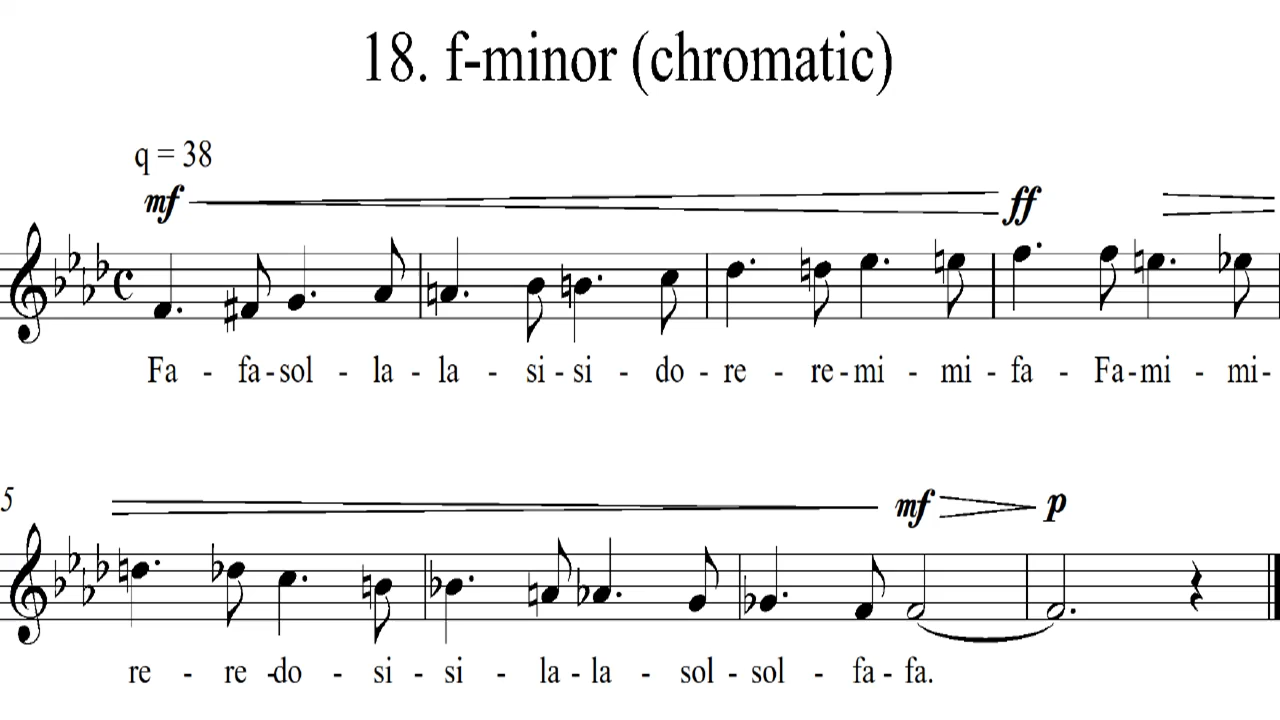 18. f-minor (chromatic)
q = 38
mf ff
Fa - fa - sol - la - la - si - si - do - re - re - mi - mi - fa - Fa - mi - mi -
5
mf p
re - re - do - si - si - la - la - sol - sol - fa - fa.